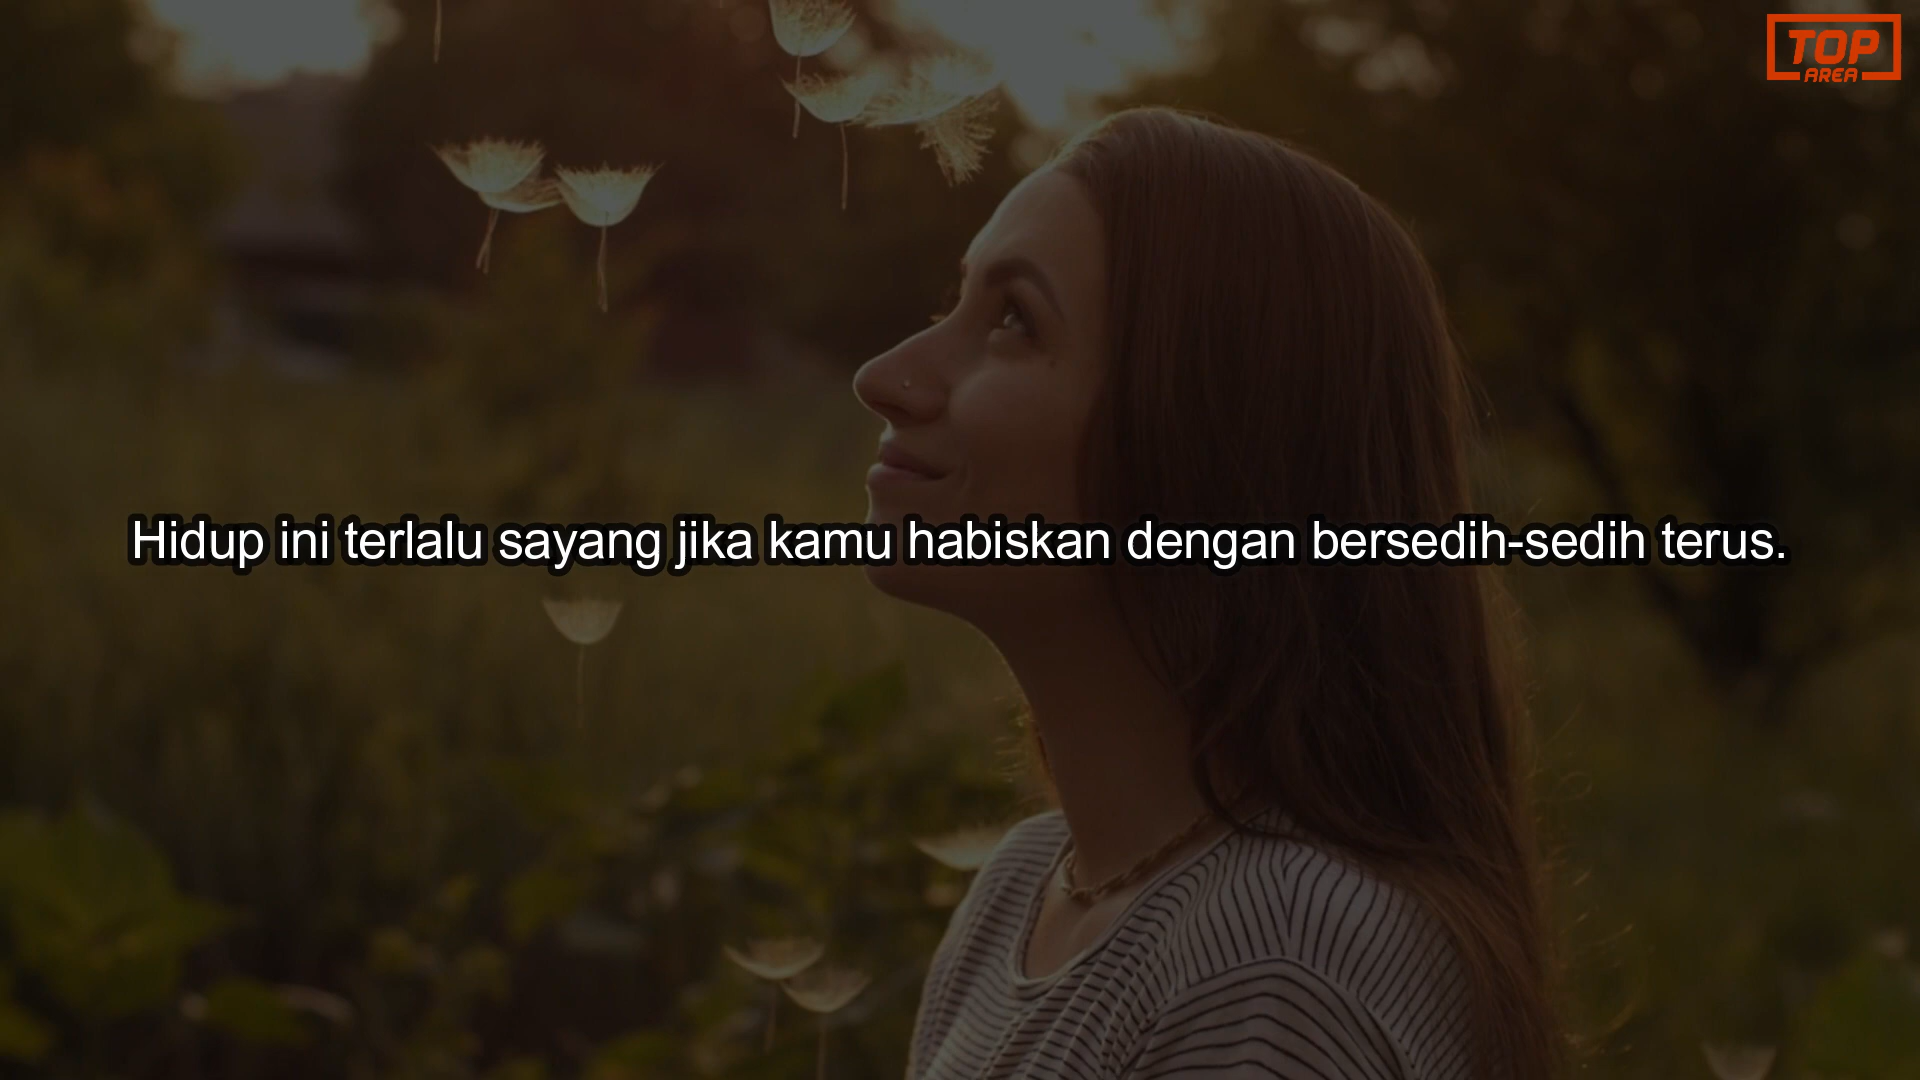 TOP
AREA
Hidup ini terlalu sayang jika kamu habiskan dengan bersedih-sedih terus.